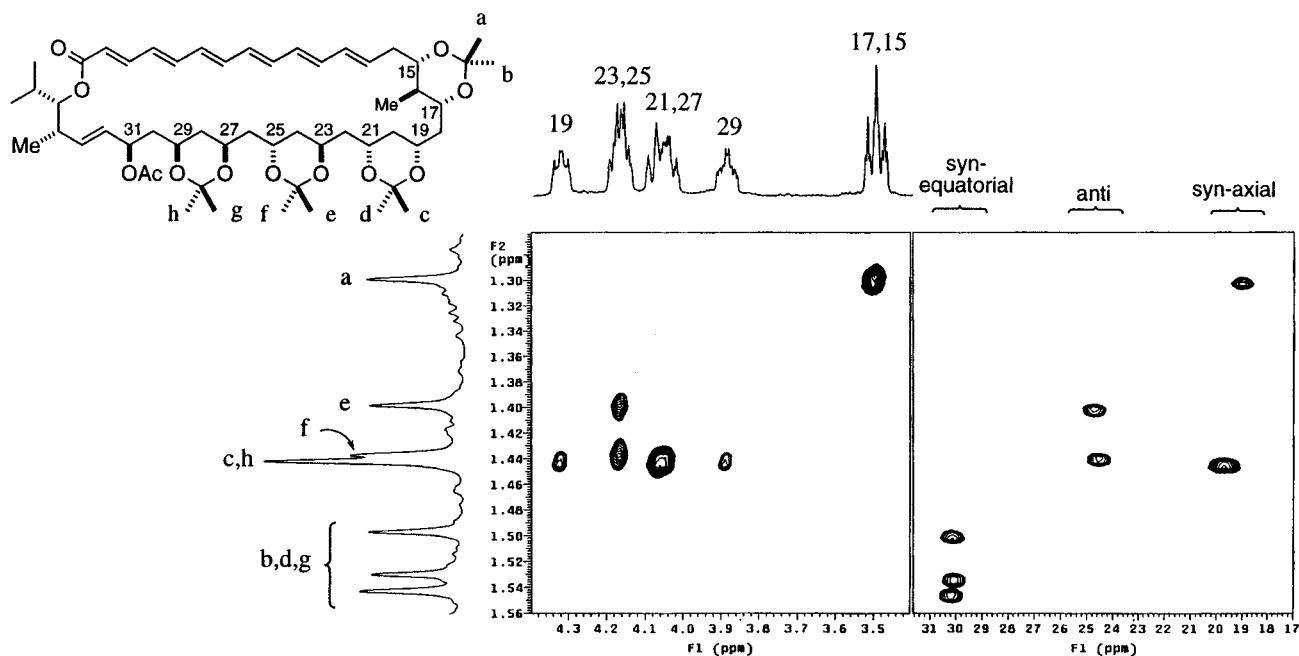 a
b
O
O
O
O
15
17
Me
Me
31
29
27
25
23
21
19
OAc
O
O
O
O
O
O
h
g
f
e
d
c
19
23,25
21,27
29
17,15
syn-
equatorial
anti
syn-axial
a
e
f
c,h
b,d,g
F2
(ppm)
1.30
1.32
1.34
1.36
1.38
1.40
1.42
1.44
1.46
1.48
1.50
1.52
1.54
1.56
4.3 4.2 4.1 4.0 3.9 3.8 3.7 3.6 3.5
F1 (ppm)
31 30 29 28 27 26 25 24 23 22 21 20 19 18 17
F1 (ppm)